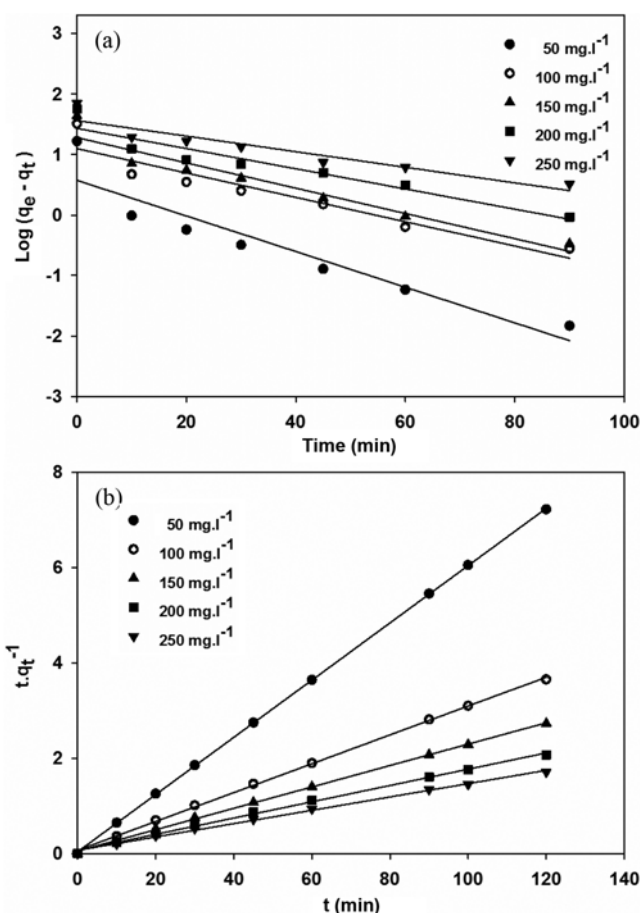 (a)
50 mg.l-1
100 mg.l-1
150 mg.l-1
200 mg.l-1
250 mg.l-1
3
2
1
0
-1
-2
-3
Log (qe - qt)
0 20 40 60 80 100
Time (min)
(b)
50 mg.l-1
100 mg.l-1
150 mg.l-1
200 mg.l-1
250 mg.l-1
8
6
4
2
0
t.qt-1
0 20 40 60 80 100 120 140
t (min)